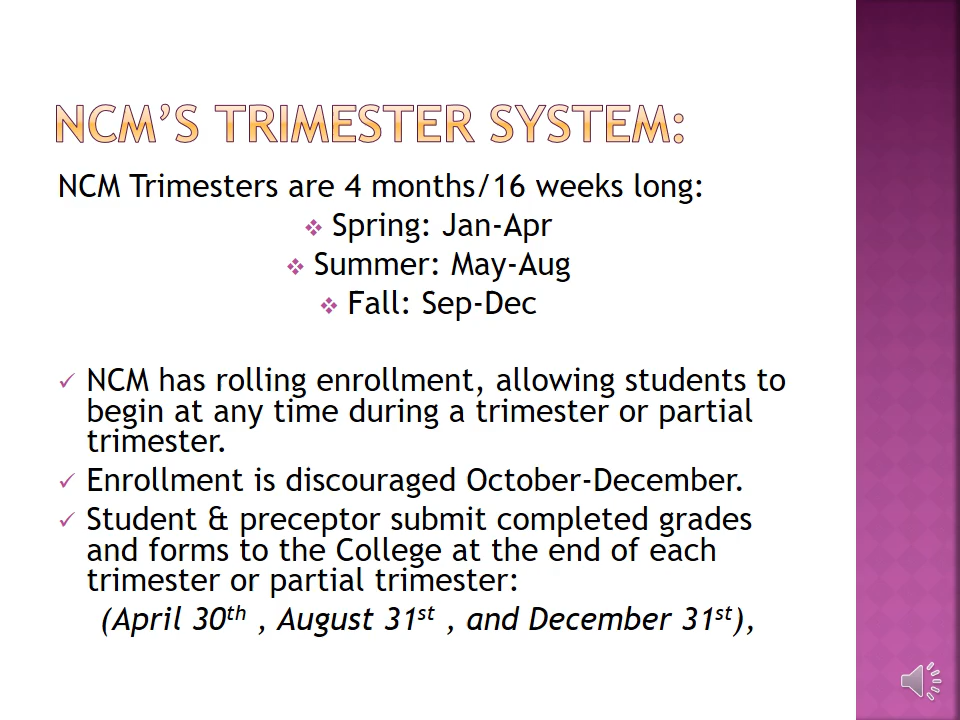 NCM’S TRIMESTER SYSTEM:
NCM Trimesters are 4 months/16 weeks long:
❖ Spring: Jan-Apr
❖ Summer: May-Aug
❖ Fall: Sep-Dec
✓ NCM has rolling enrollment, allowing students to
begin at any time during a trimester or partial
trimester.
✓ Enrollment is discouraged October-December.
✓ Student & preceptor submit completed grades
and forms to the College at the end of each
trimester or partial trimester:
(April 30th , August 31st , and December 31st),